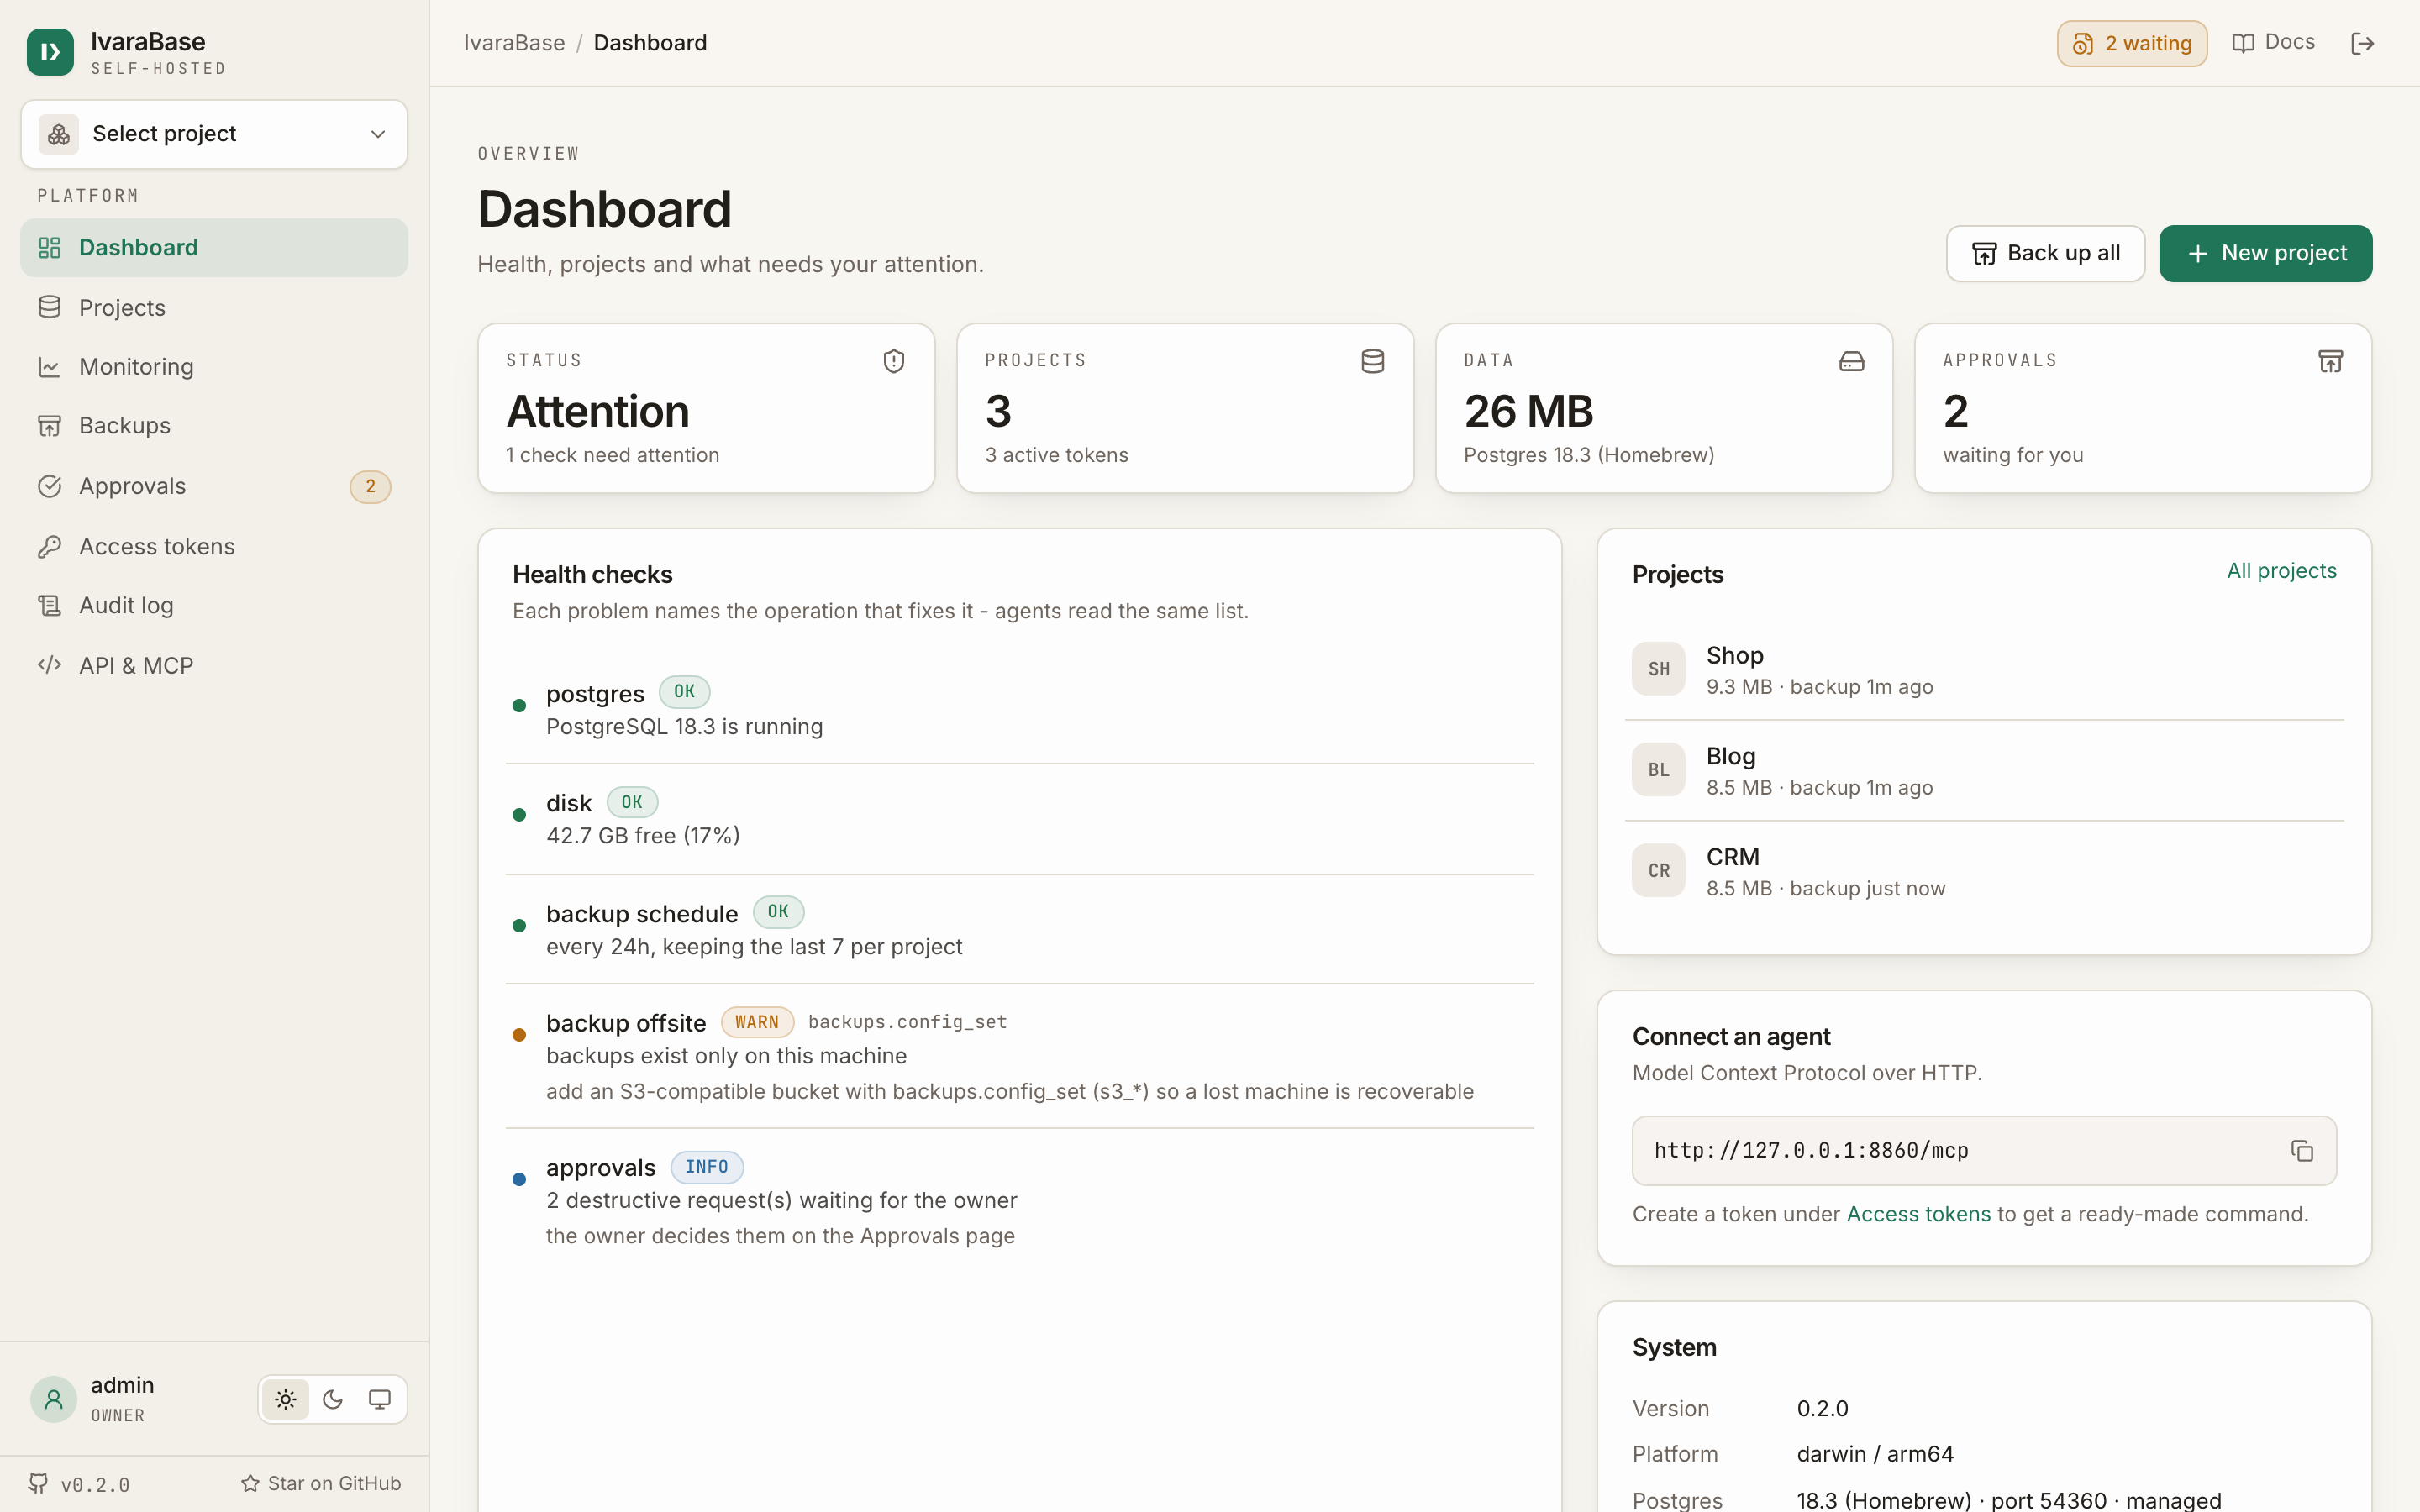 IvaraBase
SELF-HOSTED
Select project
PLATFORM
Dashboard
Projects
Monitoring
Backups
Approvals 2
Access tokens
Audit log
API & MCP
admin
OWNER
v0.2.0 Star on GitHub
IvaraBase / Dashboard
2 waiting Docs
OVERVIEW
Dashboard
Health, projects and what needs your attention.
Back up all New project
STATUS
Attention
1 check need attention
PROJECTS
3
3 active tokens
DATA
26 MB
Postgres 18.3 (Homebrew)
APPROVALS
2
waiting for you
Health checks
Each problem names the operation that fixes it - agents read the same list.
postgres OK
PostgreSQL 18.3 is running
disk OK
42.7 GB free (17%)
backup schedule OK
every 24h, keeping the last 7 per project
backup offsite WARN backups.config_set
backups exist only on this machine
add an S3-compatible bucket with backups.config_set (s3_*) so a lost machine is recoverable
approvals INFO
2 destructive request(s) waiting for the owner
the owner decides them on the Approvals page
Projects All projects
SH Shop
9.3 MB · backup 1m ago
BL Blog
8.5 MB · backup 1m ago
CR CRM
8.5 MB · backup just now
Connect an agent
Model Context Protocol over HTTP.
http://127.0.0.1:8860/mcp
Create a token under Access tokens to get a ready-made command.
System
Version 0.2.0
Platform darwin / arm64
Postgres 18.3 (Homebrew) · port 54360 · managed